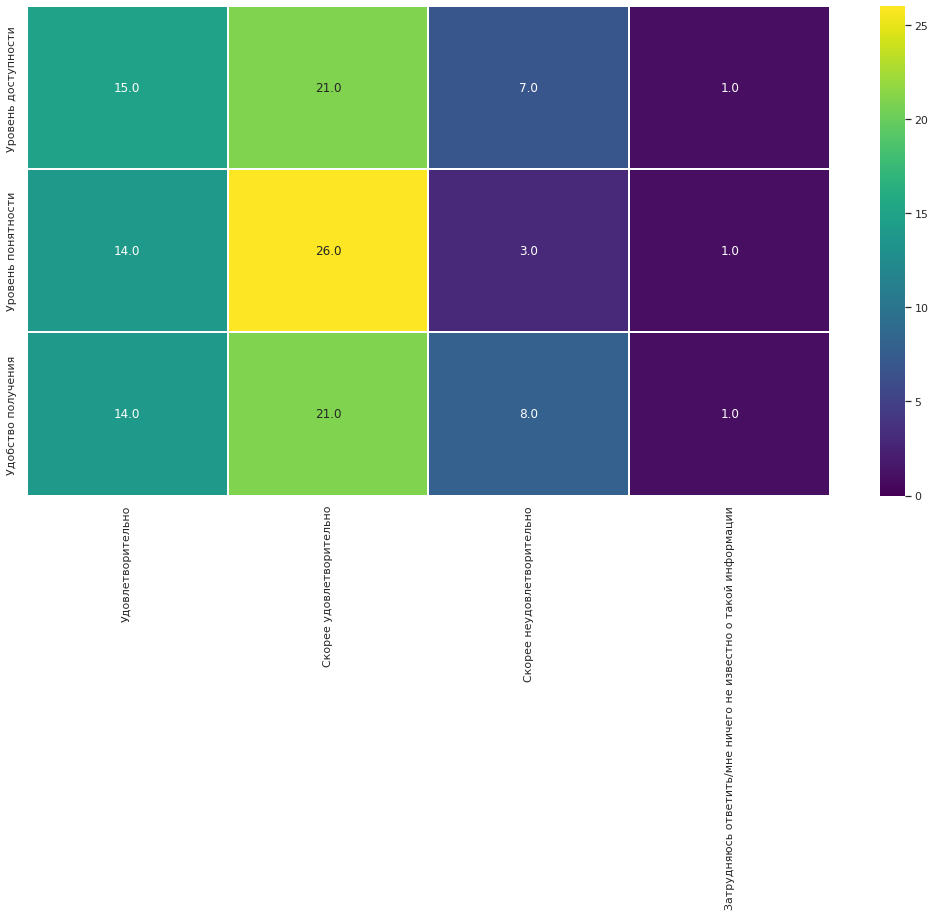 Уровень доступности
15.0
21.0
7.0
1.0
Уровень понятности
14.0
26.0
3.0
1.0
Удобство получения
14.0
21.0
8.0
1.0
Удовлетворительно
Скорее удовлетворительно
Скорее неудовлетворительно
Затрудняюсь ответить/мне ничего не известно о такой информации
25
20
15
10
5
0